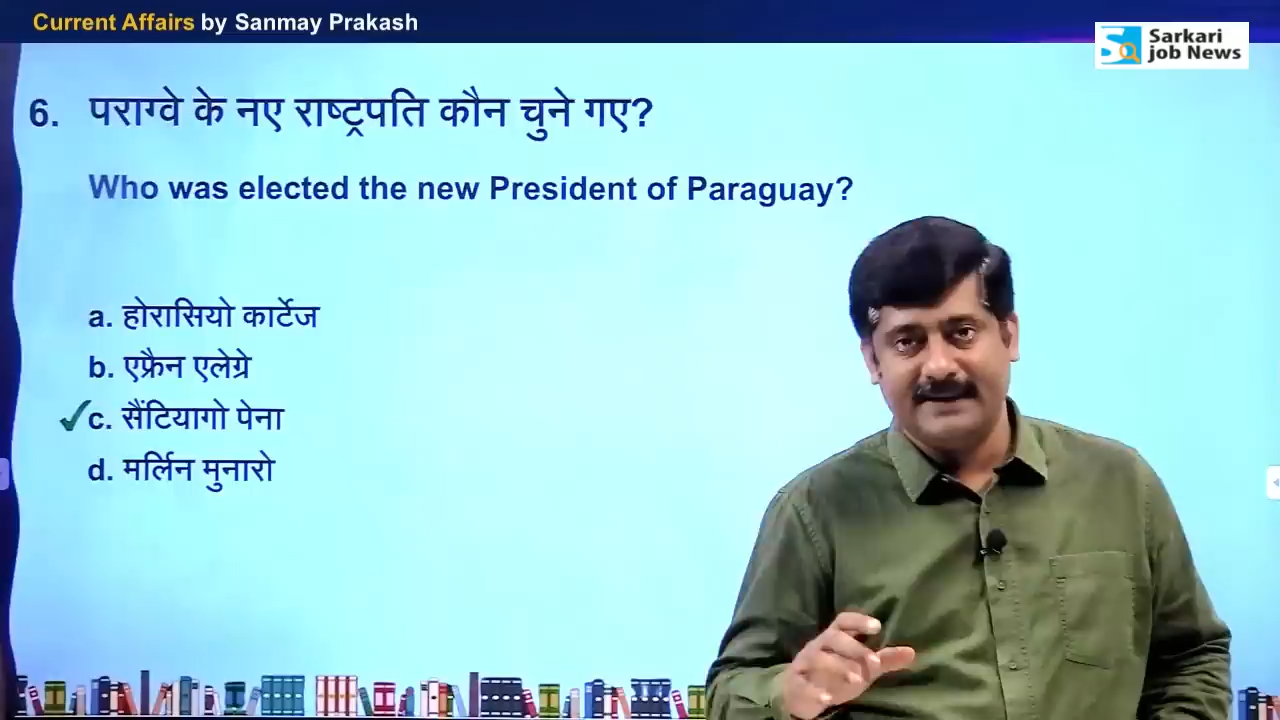 Current Affairs by Sanmay Prakash
Sarkari
job News
6. पराग्वे के नए राष्ट्रपति कौन चुने गए?
Who was elected the new President of Paraguay?
a. होरासियो कार्टेज
b. एफ्रैन एलेग्रे
c. सैंटियागो पेना
d. मर्लिन मुनारो